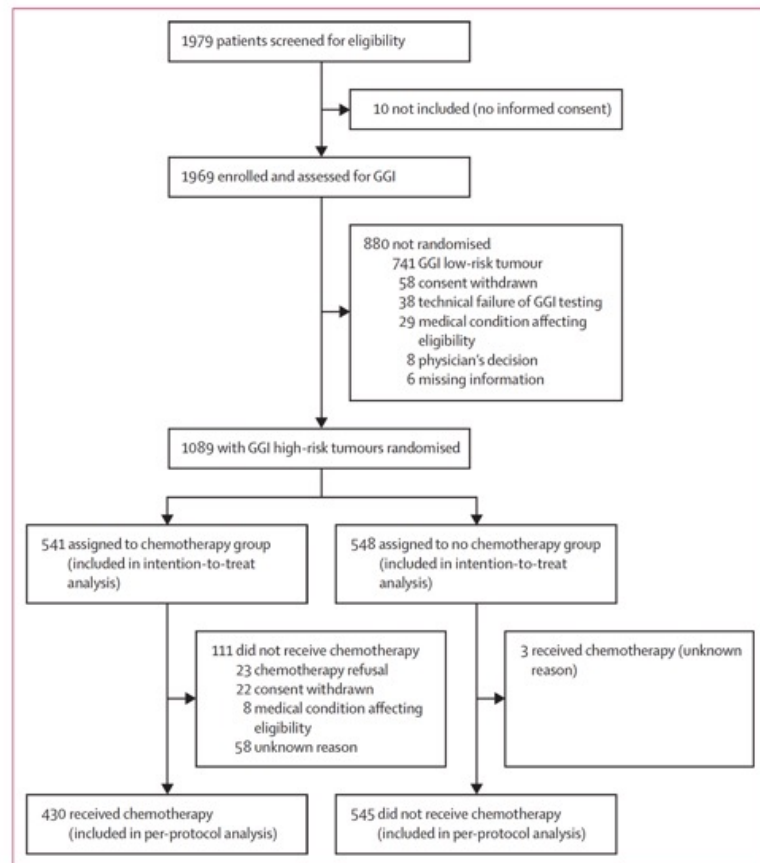 1979 patients screened for eligibility
10 not included (no informed consent)
1969 enrolled and assessed for GGI
880 not randomised
741 GGI low-risk tumour
58 consent withdrawn
38 technical failure of GGI testing
29 medical condition affecting
eligibility
8 physician's decision
6 missing information
1089 with GGI high-risk tumours randomised
541 assigned to chemotherapy group
(included in intention-to-treat
analysis)
548 assigned to no chemotherapy group
(included in intention-to-treat
analysis)
111 did not receive chemotherapy
23 chemotherapy refusal
22 consent withdrawn
8 medical condition affecting
eligibility
58 unknown reason
3 received chemotherapy (unknown
reason)
430 received chemotherapy
(included in per-protocol analysis)
545 did not receive chemotherapy
(included in per-protocol analysis)